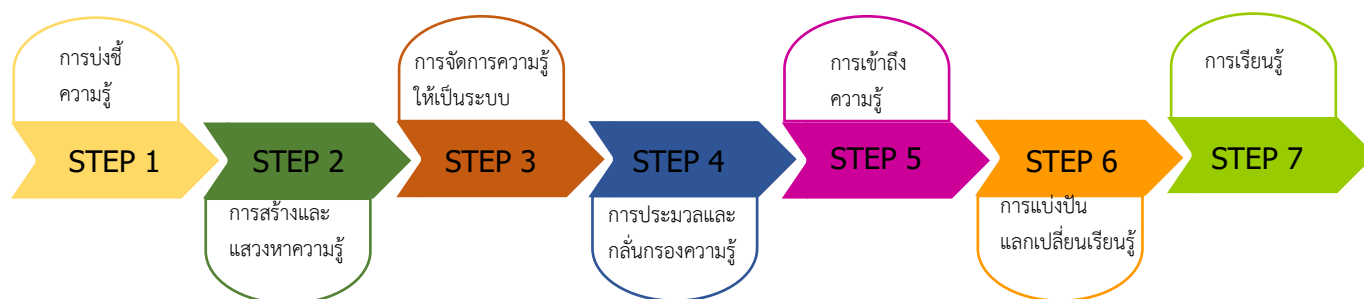 การบ่งชี้
ความรู้
STEP 1
STEP 2
การสร้างและ
แสวงหาความรู้
การจัดการความรู้
ให้เป็นระบบ
STEP 3
STEP 4
การประมวลและ
กลั่นกรองความรู้
การเข้าถึง
ความรู้
STEP 5
STEP 6
การแบ่งปัน
แลกเปลี่ยนเรียนรู้
การเรียนรู้
STEP 7